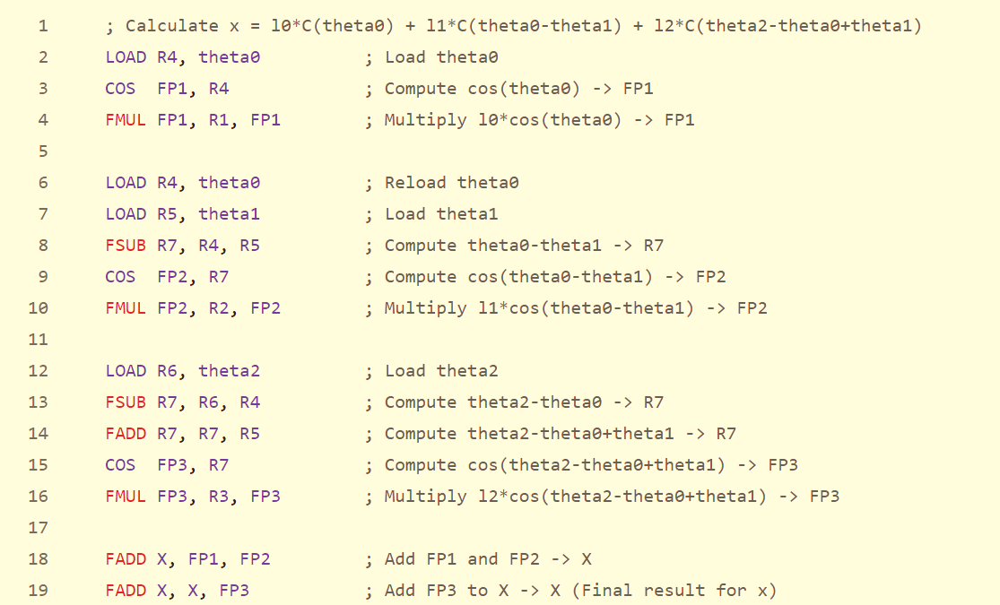 1 ; Calculate x = l0*C(theta0) + l1*C(theta0-theta1) + l2*C(theta2-theta0+theta1)
2 LOAD R4, theta0 ; Load theta0
3 COS FP1, R4 ; Compute cos(theta0) -> FP1
4 FMUL FP1, R1, FP1 ; Multiply l0*cos(theta0) -> FP1
5
6 LOAD R4, theta0 ; Reload theta0
7 LOAD R5, theta1 ; Load theta1
8 FSUB R7, R4, R5 ; Compute theta0-theta1 -> R7
9 COS FP2, R7 ; Compute cos(theta0-theta1) -> FP2
10 FMUL FP2, R2, FP2 ; Multiply l1*cos(theta0-theta1) -> FP2
11
12 LOAD R6, theta2 ; Load theta2
13 FSUB R7, R6, R4 ; Compute theta2-theta0 -> R7
14 FADD R7, R7, R5 ; Compute theta2-theta0+theta1 -> R7
15 COS FP3, R7 ; Compute cos(theta2-theta0+theta1) -> FP3
16 FMUL FP3, R3, FP3 ; Multiply l2*cos(theta2-theta0+theta1) -> FP3
17
18 FADD X, FP1, FP2 ; Add FP1 and FP2 -> X
19 FADD X, X, FP3 ; Add FP3 to X -> X (Final result for x)